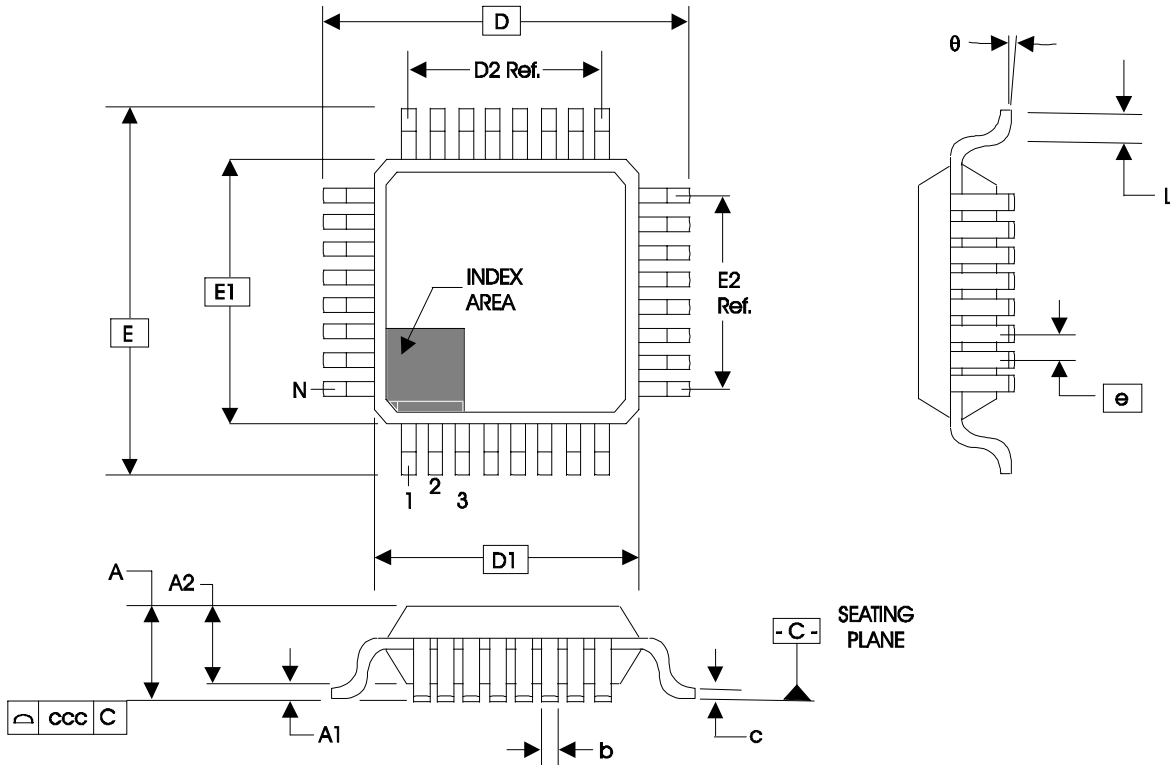 D
θ
D2 Ref.
L
INDEX
AREA
E1
E2
Ref.
E
N
e
1
2
3
D1
A
A2
SEATING
PLANE
- C -
ccc C
A1
b
c